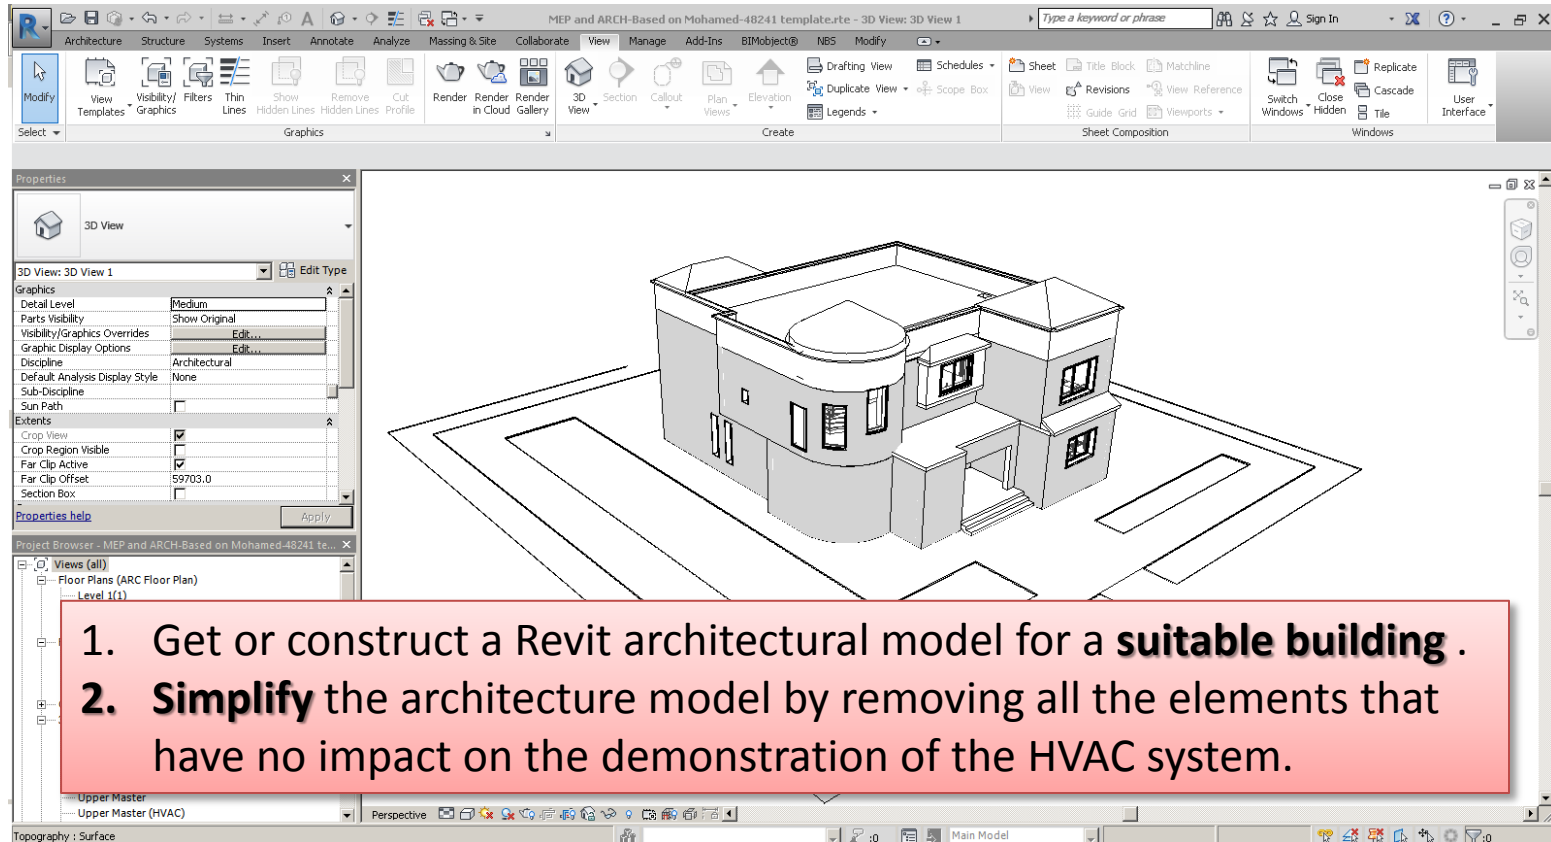 MEP and ARCH-Based on Mohamed-48241 template.rte - 3D View: 3D View 1
Type a keyword or phrase
Sign In
Architecture Structure Systems Insert Annotate Analyze Massing & Site Collaborate View Manage Add-Ins BIMobject® NBS Modify
Modify
View Templates
Visibility/ Graphics
Filters
Thin Lines
Show Hidden Lines
Remove Hidden Lines
Cut Profile
Render
Render in Cloud
Render Gallery
3D View
Section
Callout
Plan Views
Elevation
Drafting View
Duplicate View
Legends
Schedules
Scope Box
Sheet
View
Title Block
Revisions
Guide Grid
Matchline
View Reference
Viewports
Switch Windows
Close Hidden
Replicate
Cascade
Tile
User Interface
Select
Graphics
Create
Sheet Composition
Windows
Properties
3D View
3D View: 3D View 1
Edit Type
Graphics
Detail Level Medium
Parts Visibility Show Original
Visibility/Graphics Overrides Edit...
Graphic Display Options Edit...
Discipline Architectural
Default Analysis Display Style None
Sub-Discipline
Sun Path
Extents
Crop View
Crop Region Visible
Far Clip Active
Far Clip Offset 59703.0
Section Box
Properties help
Apply
Project Browser - MEP and ARCH-Based on Mohamed-48241 te...
Views (all)
Floor Plans (ARC Floor Plan)
Level 1(1)
1. Get or construct a Revit architectural model for a suitable building .
2. Simplify the architecture model by removing all the elements that
have no impact on the demonstration of the HVAC system.
Upper Master
Upper Master (HVAC)
Perspective
Topography : Surface
:0
Main Model
:0